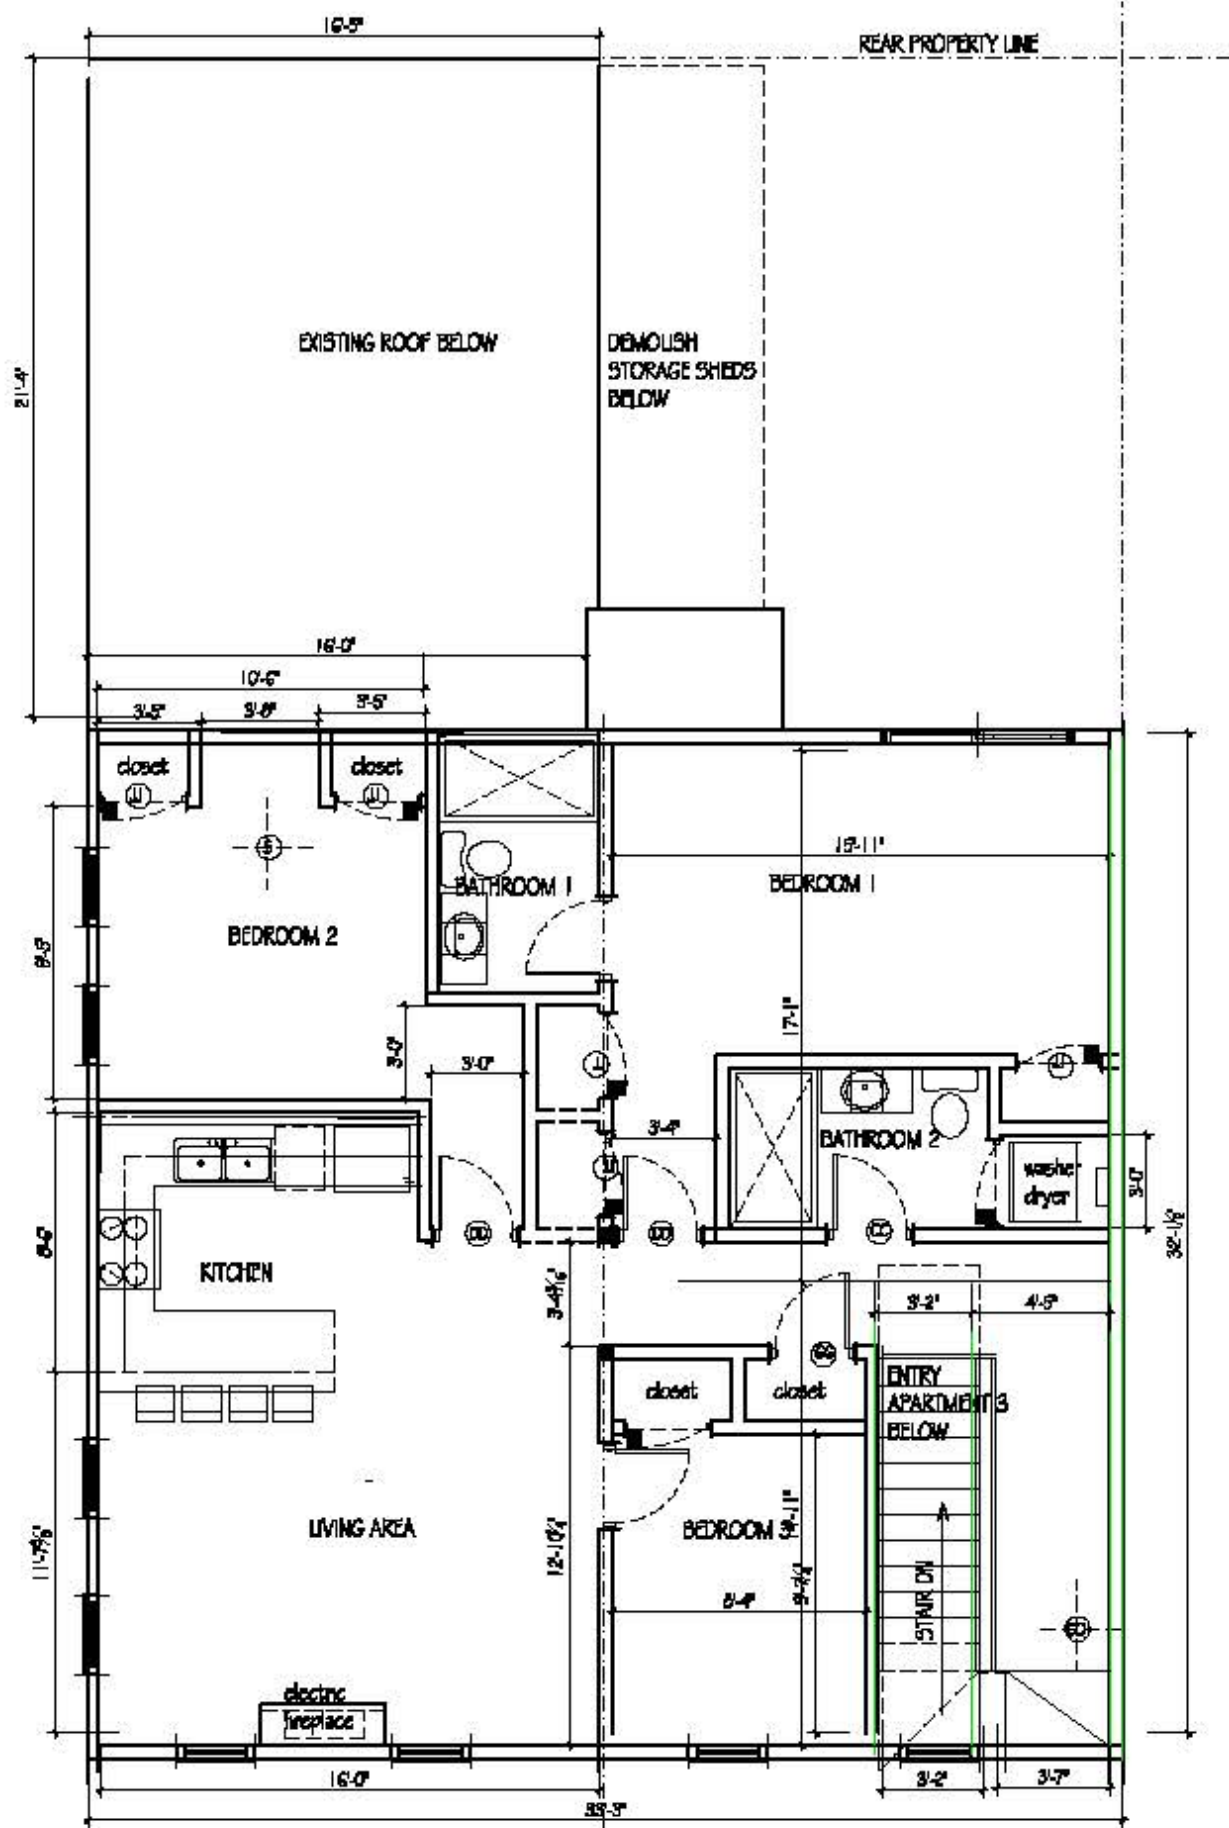 16'-5"
REAR PROPERTY LINE
EXISTING ROOF BELOW
DEMOLISH
STORAGE SHEDS
BELOW
21'-4"
16'-0"
10'-6"
3'-5"
3'-5"
closet
closet
15'-11"
BATHROOM 1
BEDROOM 1
BEDROOM 2
17'-1"
3'-0"
3'-0"
3'-4"
BATHROOM 2
washer
dryer
3'-0"
KITCHEN
32'-1½"
3'-2"
4'-5"
closet
closet
ENTRY
APARTMENT 3
BELOW
LIVING AREA
BEDROOM 3
12'-10¼"
8'-4"
STAIR DN
electric
fireplace
16'-0"
3'-2"
3'-7"
33'-3"